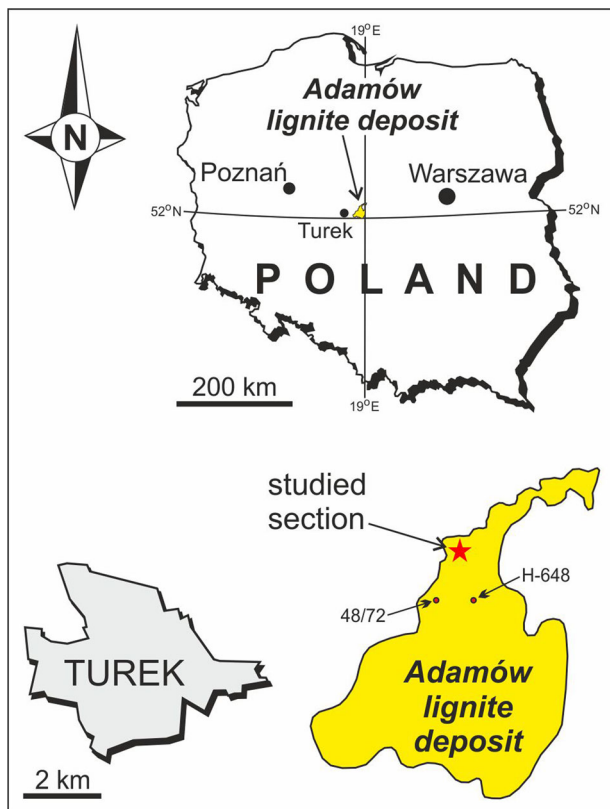 19°E
N
Adamów
lignite deposit
Poznań
Warszawa
52°N
52°N
Turek
POLAND
200 km
19°E
studied
section
H-648
48/72
TUREK
Adamów
lignite
deposit
2 km